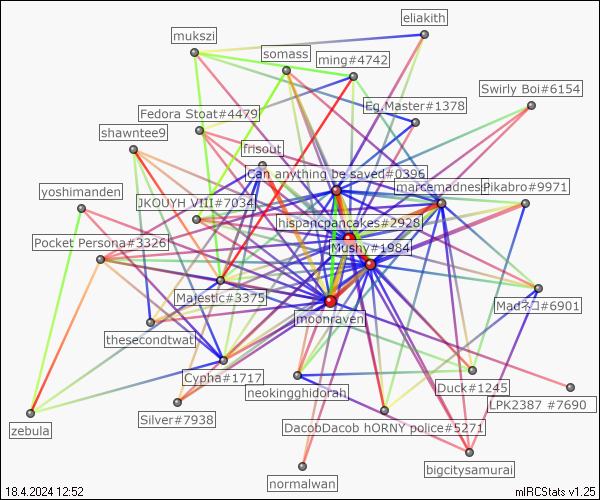 eliakith
mukszi
somass
ming#4742
Swirly Boi#6154
Eg.Master#1378
Fedora Stoat#4479
shawntee9
frisout
Can anything be saved#0396
yoshimanden
marcemadness
Pikabro#9971
JKQUYH VIII#7034
hispancpancakes#2928
Pocket Persona#3326
Mushy#1984
Majestic#3375
Madネコ#6901
moonraven
thesecondtwat
Cypha#1717
neokingghidorah
Duck#1245
LPK2387 #7690
Silver#7938
DacobDacob hORNY police#5271
zebula
bigcitysamurai
normalwan
18.4.2024 12:52
mIRCStats v1.25